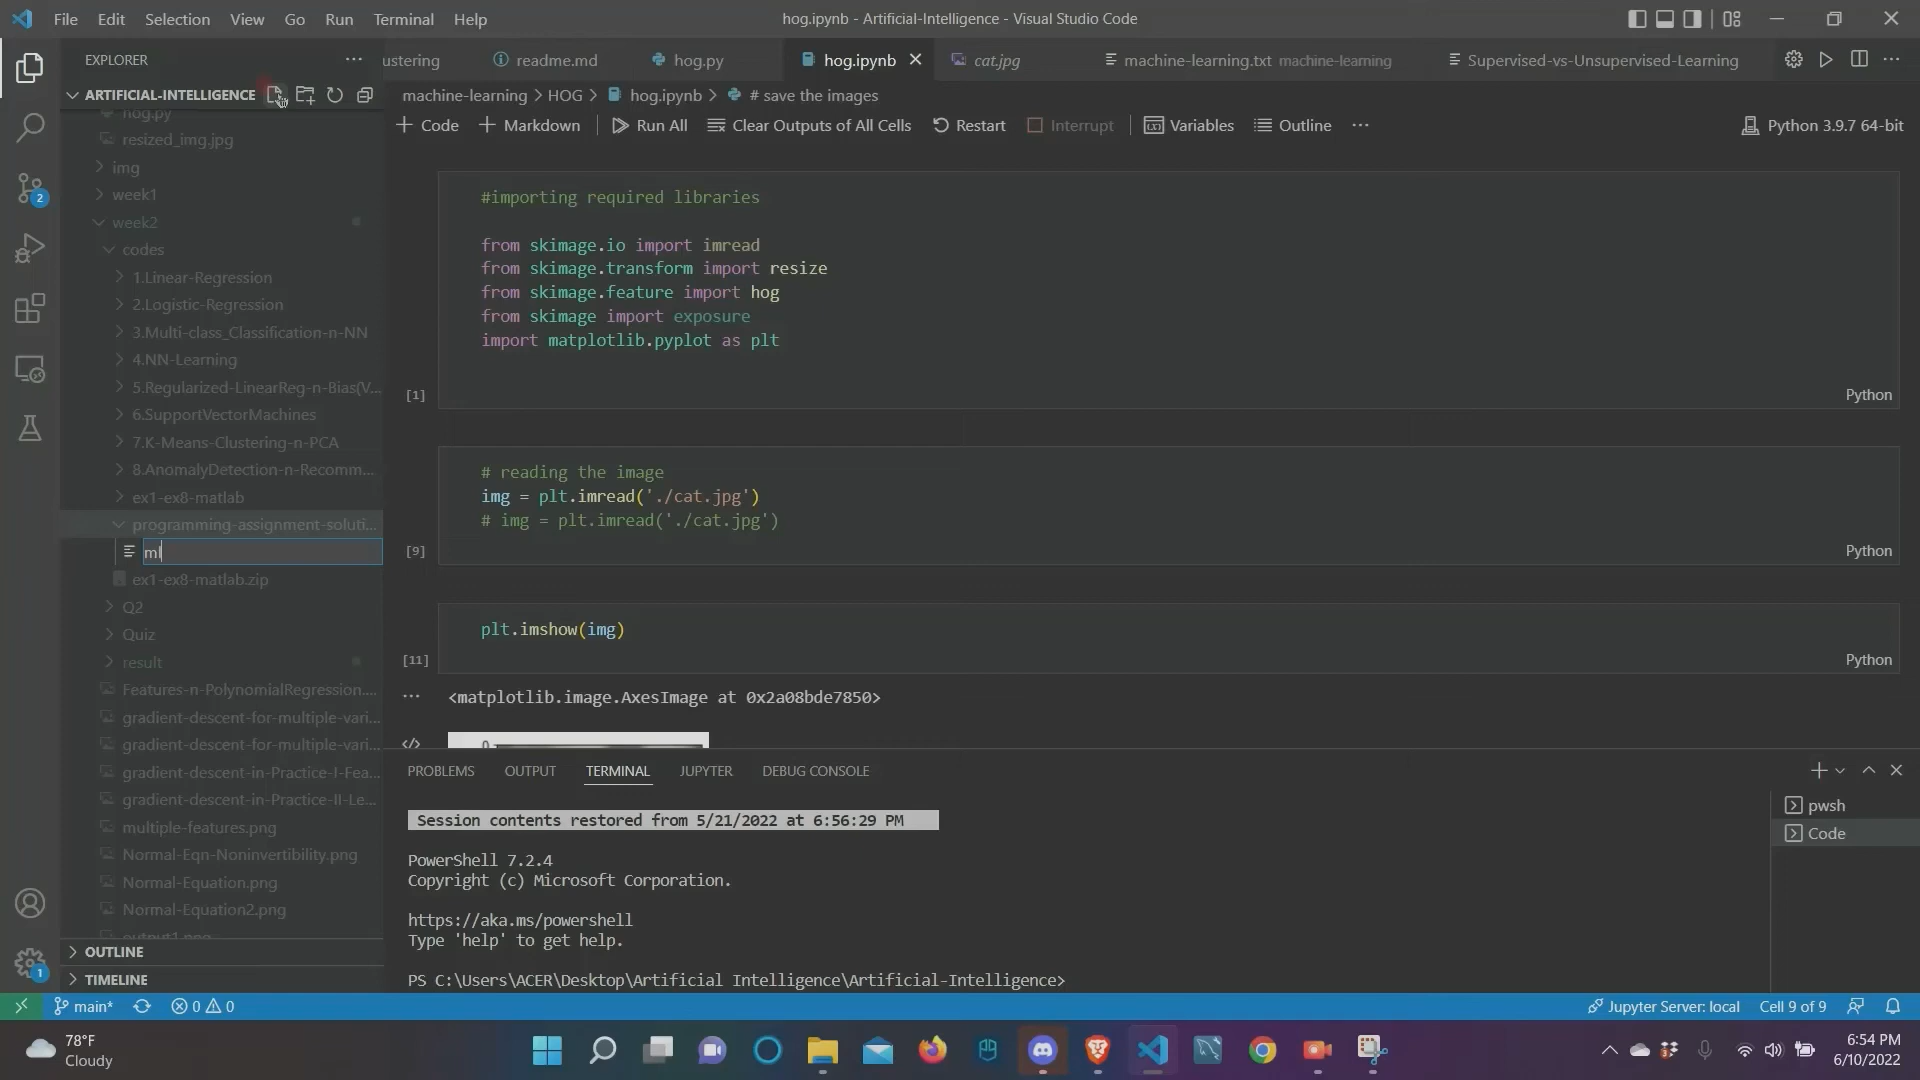 File Edit Selection View Go Run Terminal Help
hog.ipynb - Artificial-Intelligence - Visual Studio Code
EXPLORER
ustering
readme.md
hog.py
hog.ipynb
cat.jpg
machine-learning.txt machine-learning
Supervised-vs-Unsupervised-Learning
ARTIFICIAL-INTELLIGENCE
machine-learning > HOG > hog.ipynb > # save the images
+ Code + Markdown Run All Clear Outputs of All Cells Restart Interrupt Variables Outline ...
Python 3.9.7 64-bit
hog.py
resized_img.jpg
img
week1
2
week2
codes
1.Linear-Regression
2.Logistic-Regression
3.Multi-class_Classification-n-NN
4.NN-Learning
5.Regularized-LinearReg-n-Bias(V...
6.SupportVectorMachines
7.K-Means-Clustering-n-PCA
8.AnomalyDetection-n-Recomm...
ex1-ex8-matlab
programming-assignment-soluti...
ml
ex1-ex8-matlab.zip
Q2
Quiz
result
Features-n-PolynomialRegression....
gradient-descent-for-multiple-vari...
gradient-descent-for-multiple-vari...
gradient-descent-in-Practice-I-Fea...
gradient-descent-in-Practice-II-Le...
multiple-features.png
Normal-Eqn-Noninvertibility.png
Normal-Equation.png
Normal-Equation2.png
output1.png
OUTLINE
1
TIMELINE
#importing required libraries
from skimage.io import imread
from skimage.transform import resize
from skimage.feature import hog
from skimage import exposure
import matplotlib.pyplot as plt
[1]
Python
# reading the image
img = plt.imread('./cat.jpg')
# img = plt.imread('./cat.jpg')
[9]
Python
plt.imshow(img)
[11]
Python
... <matplotlib.image.AxesImage at 0x2a08bde7850>
</>
0
PROBLEMS OUTPUT TERMINAL JUPYTER DEBUG CONSOLE
Session contents restored from 5/21/2022 at 6:56:29 PM
PowerShell 7.2.4
Copyright (c) Microsoft Corporation.
https://aka.ms/powershell
Type 'help' to get help.
PS C:\Users\ACER\Desktop\Artificial Intelligence\Artificial-Intelligence>
pwsh
Code
main* 0 0
Jupyter Server: local Cell 9 of 9
78°F
Cloudy
6:54 PM
6/10/2022